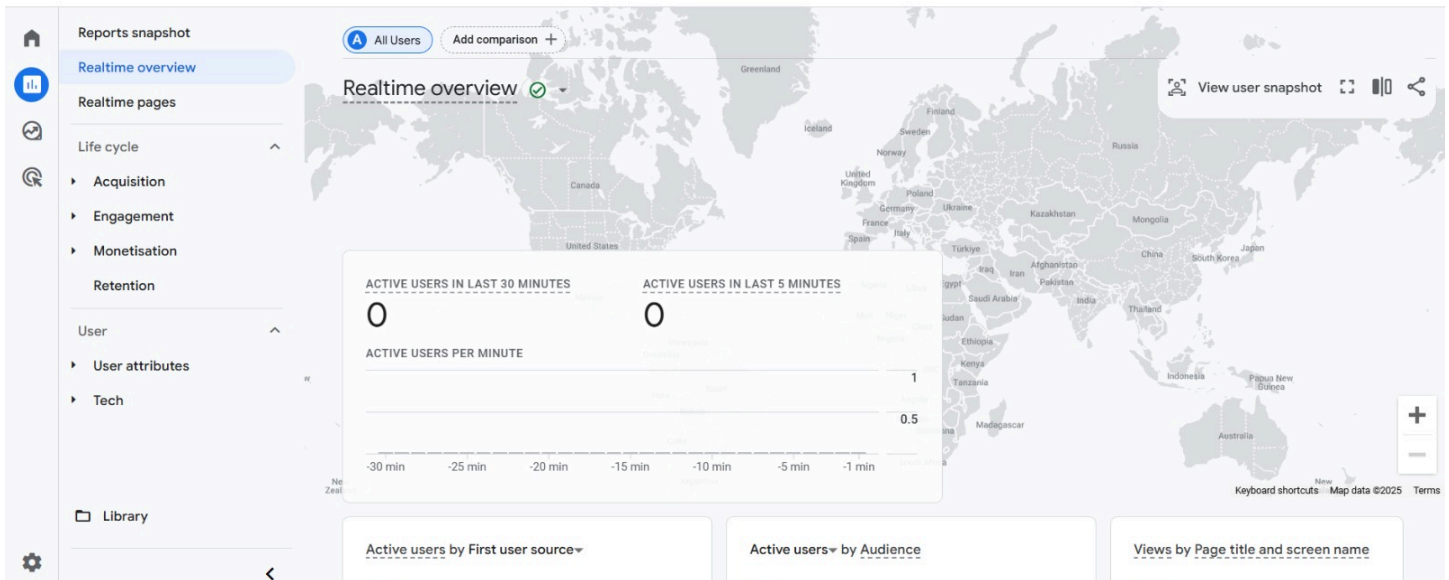 Reports snapshot
Realtime overview
Realtime pages
Life cycle
Acquisition
Engagement
Monetisation
Retention
User
User attributes
Tech
Library
A All Users
Add comparison +
Realtime overview
View user snapshot
Greenland
Iceland
Finland
Sweden
Norway
Russia
United Kingdom
Canada
Poland
Germany
Ukraine
Kazakhstan
Mongolia
France
Italy
Spain
United States
Türkiye
China
Japan
South Korea
Iraq
Iran
Afghanistan
Pakistan
Saudi Arabia
India
Thailand
Ethiopia
Kenya
Tanzania
Indonesia
Papua New Guinea
Madagascar
Australia
ACTIVE USERS IN LAST 30 MINUTES
0
ACTIVE USERS IN LAST 5 MINUTES
0
ACTIVE USERS PER MINUTE
1
0.5
-30 min -25 min -20 min -15 min -10 min -5 min -1 min
Keyboard shortcuts Map data ©2025 Terms
Active users by First user source
Active users by Audience
Views by Page title and screen name